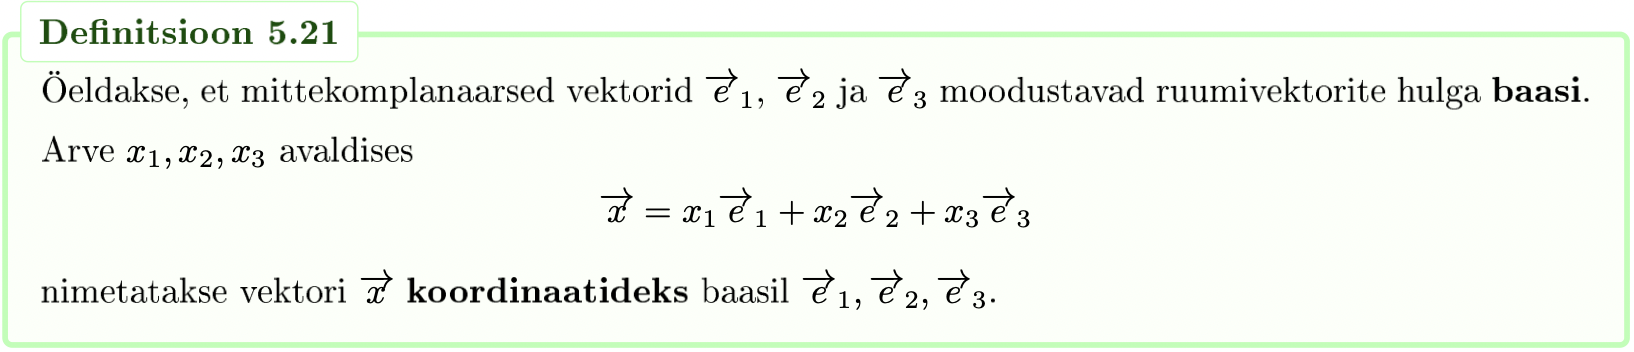 Definitsioon 5.21
Öeldakse, et mittekomplanaarsed vektorid $\overrightarrow{e}_1$, $\overrightarrow{e}_2$ ja $\overrightarrow{e}_3$ moodustavad ruumivektorite hulga baasi.
Arve $x_1, x_2, x_3$ avaldises
$\overrightarrow{x} = x_1\overrightarrow{e}_1 + x_2\overrightarrow{e}_2 + x_3\overrightarrow{e}_3$
nimetatakse vektori $\overrightarrow{x}$ koordinaatideks baasil $\overrightarrow{e}_1$, $\overrightarrow{e}_2$, $\overrightarrow{e}_3$.